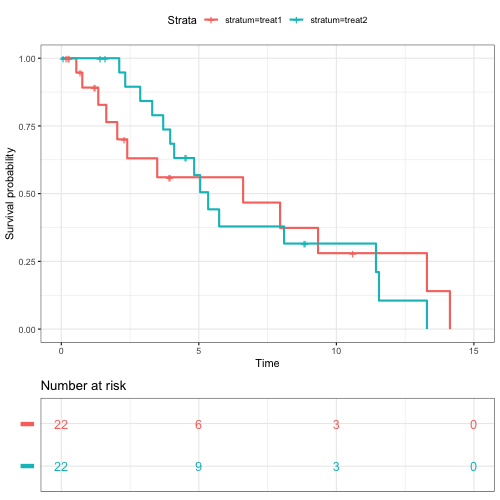 Strata stratum=treat1 stratum=treat2
Survival probability
1.00
0.75
0.50
0.25
0.00
0 5 10 15
Time
Number at risk
22 6 3 0
22 9 3 0